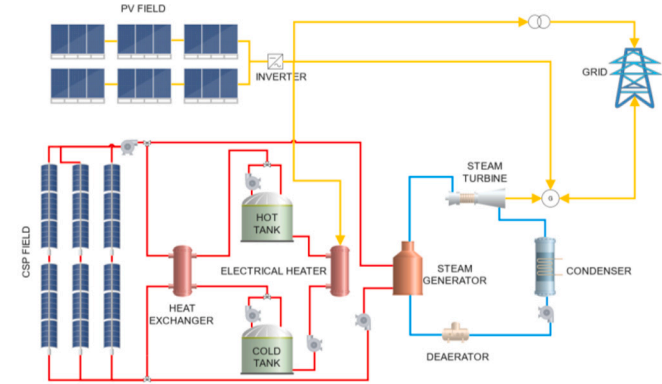 PV FIELD
INVERTER
GRID
STEAM
TURBINE
G
HOT
TANK
CSP FIELD
ELECTRICAL HEATER
STEAM
GENERATOR
CONDENSER
HEAT
EXCHANGER
COLD
TANK
DEAERATOR